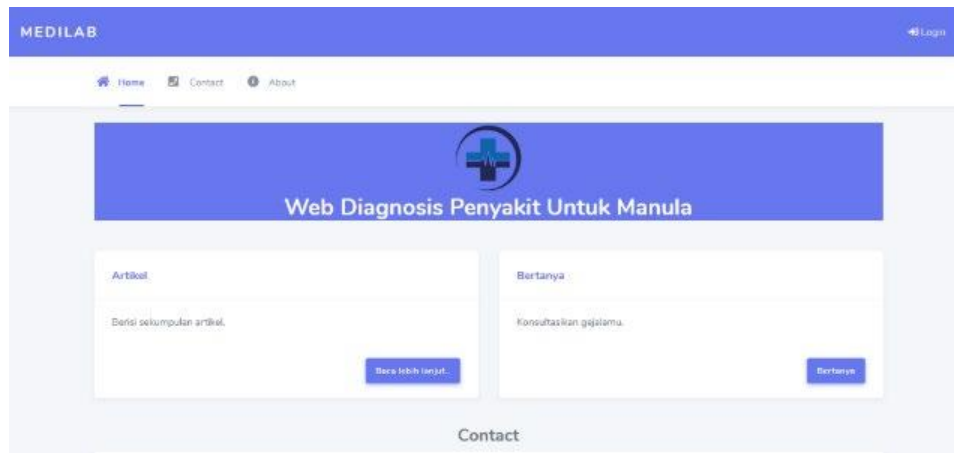 MEDILAB
Login
Home Contact About
Web Diagnosis Penyakit Untuk Manula
Artikel
Berisi sekumpulan artikel.
Baca lebih lanjut..
Bertanya
Konsultasikan gejalamu.
Bertanya
Contact